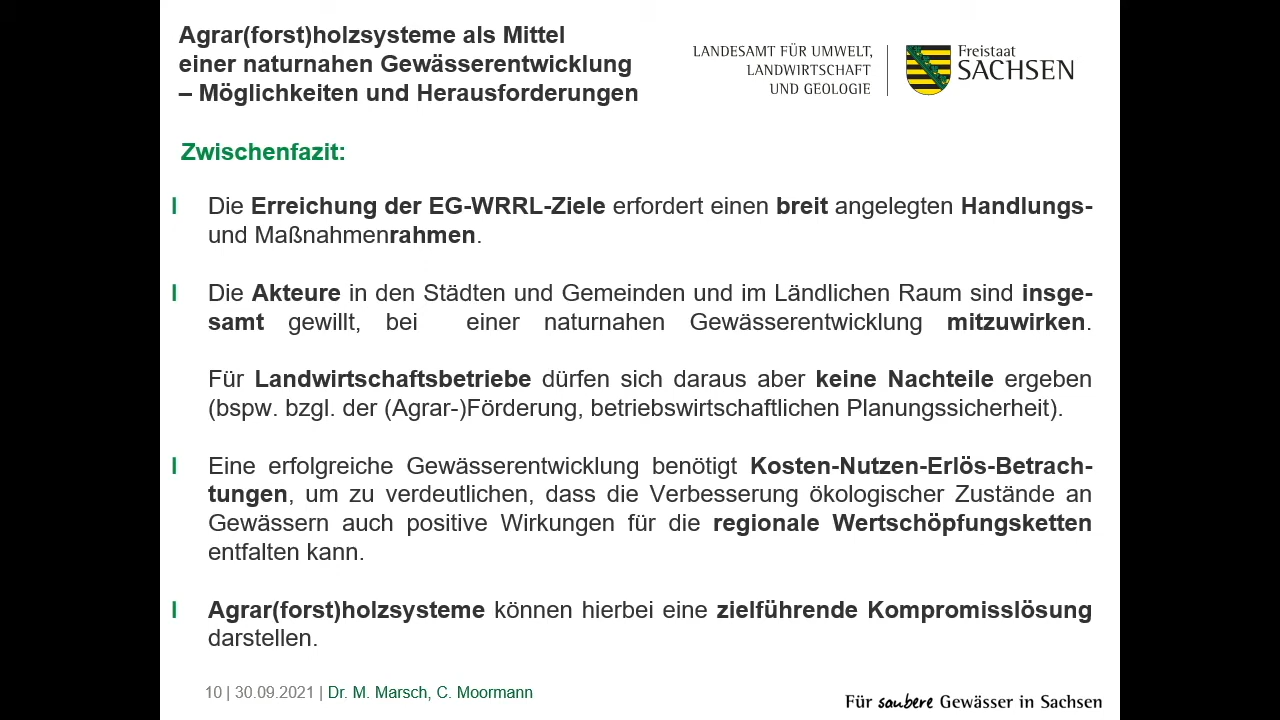 Agrar(forst)holzsysteme als Mittel
einer naturnahen Gewässerentwicklung
– Möglichkeiten und Herausforderungen
LANDESAMT FÜR UMWELT,
LANDWIRTSCHAFT
UND GEOLOGIE
Freistaat
SACHSEN
Zwischenfazit:
Die Erreichung der EG-WRRL-Ziele erfordert einen breit angelegten Handlungs-
und Maßnahmenrahmen.
Die Akteure in den Städten und Gemeinden und im Ländlichen Raum sind insge-
samt gewillt, bei einer naturnahen Gewässerentwicklung mitzuwirken.
Für Landwirtschaftsbetriebe dürfen sich daraus aber keine Nachteile ergeben
(bspw. bzgl. der (Agrar-)Förderung, betriebswirtschaftlichen Planungssicherheit).
Eine erfolgreiche Gewässerentwicklung benötigt Kosten-Nutzen-Erlös-Betrach-
tungen, um zu verdeutlichen, dass die Verbesserung ökologischer Zustände an
Gewässern auch positive Wirkungen für die regionale Wertschöpfungsketten
entfalten kann.
Agrar(forst)holzsysteme können hierbei eine zielführende Kompromisslösung
darstellen.
10 | 30.09.2021 | Dr. M. Marsch, C. Moormann
Für saubere Gewässer in Sachsen